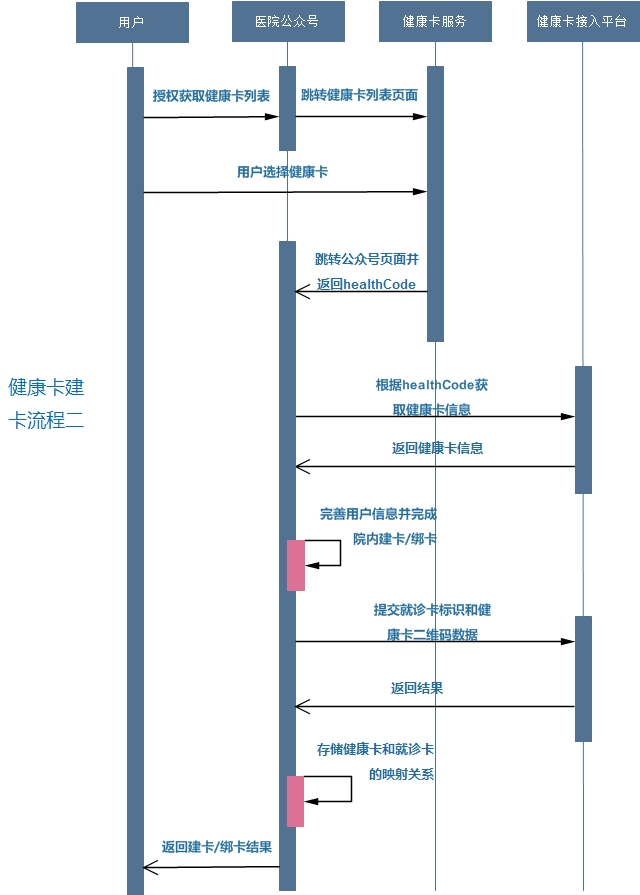 用户
医院公众号
健康卡服务
健康卡接入平台
授权获取健康卡列表
跳转健康卡列表页面
用户选择健康卡
跳转公众号页面并
返回healthCode
健康卡建
卡流程二
根据healthCode获
取健康卡信息
返回健康卡信息
完善用户信息并完成
院内建卡/绑卡
提交就诊卡标识和健
康卡二维码数据
返回结果
存储健康卡和就诊卡
的映射关系
返回建卡/绑卡结果